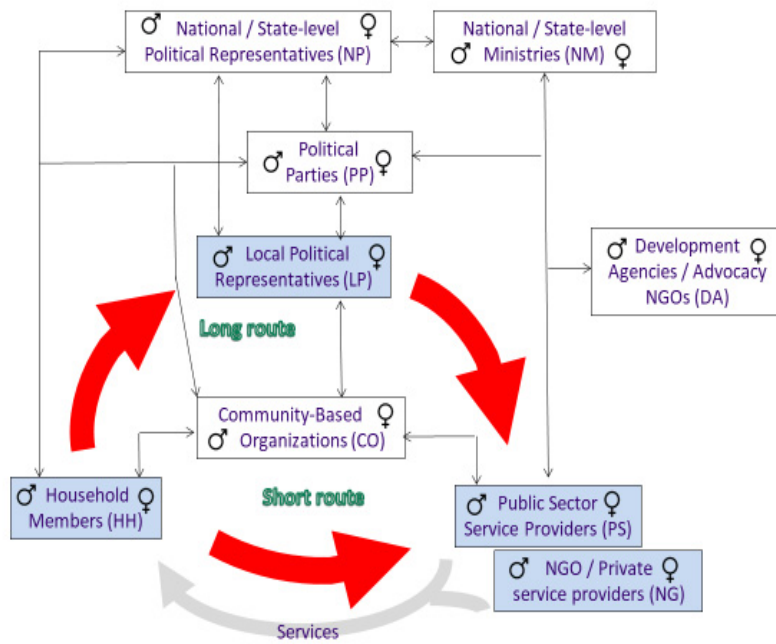 National / State-level
Political Representatives (NP)
National / State-level
Ministries (NM)
Political
Parties (PP)
Local Political
Representatives (LP)
Development
Agencies / Advocacy
NGOs (DA)
Long route
Community-Based
Organizations (CO)
Household
Members (HH)
Short route
Public Sector
Service Providers (PS)
NGO / Private
service providers (NG)
Services